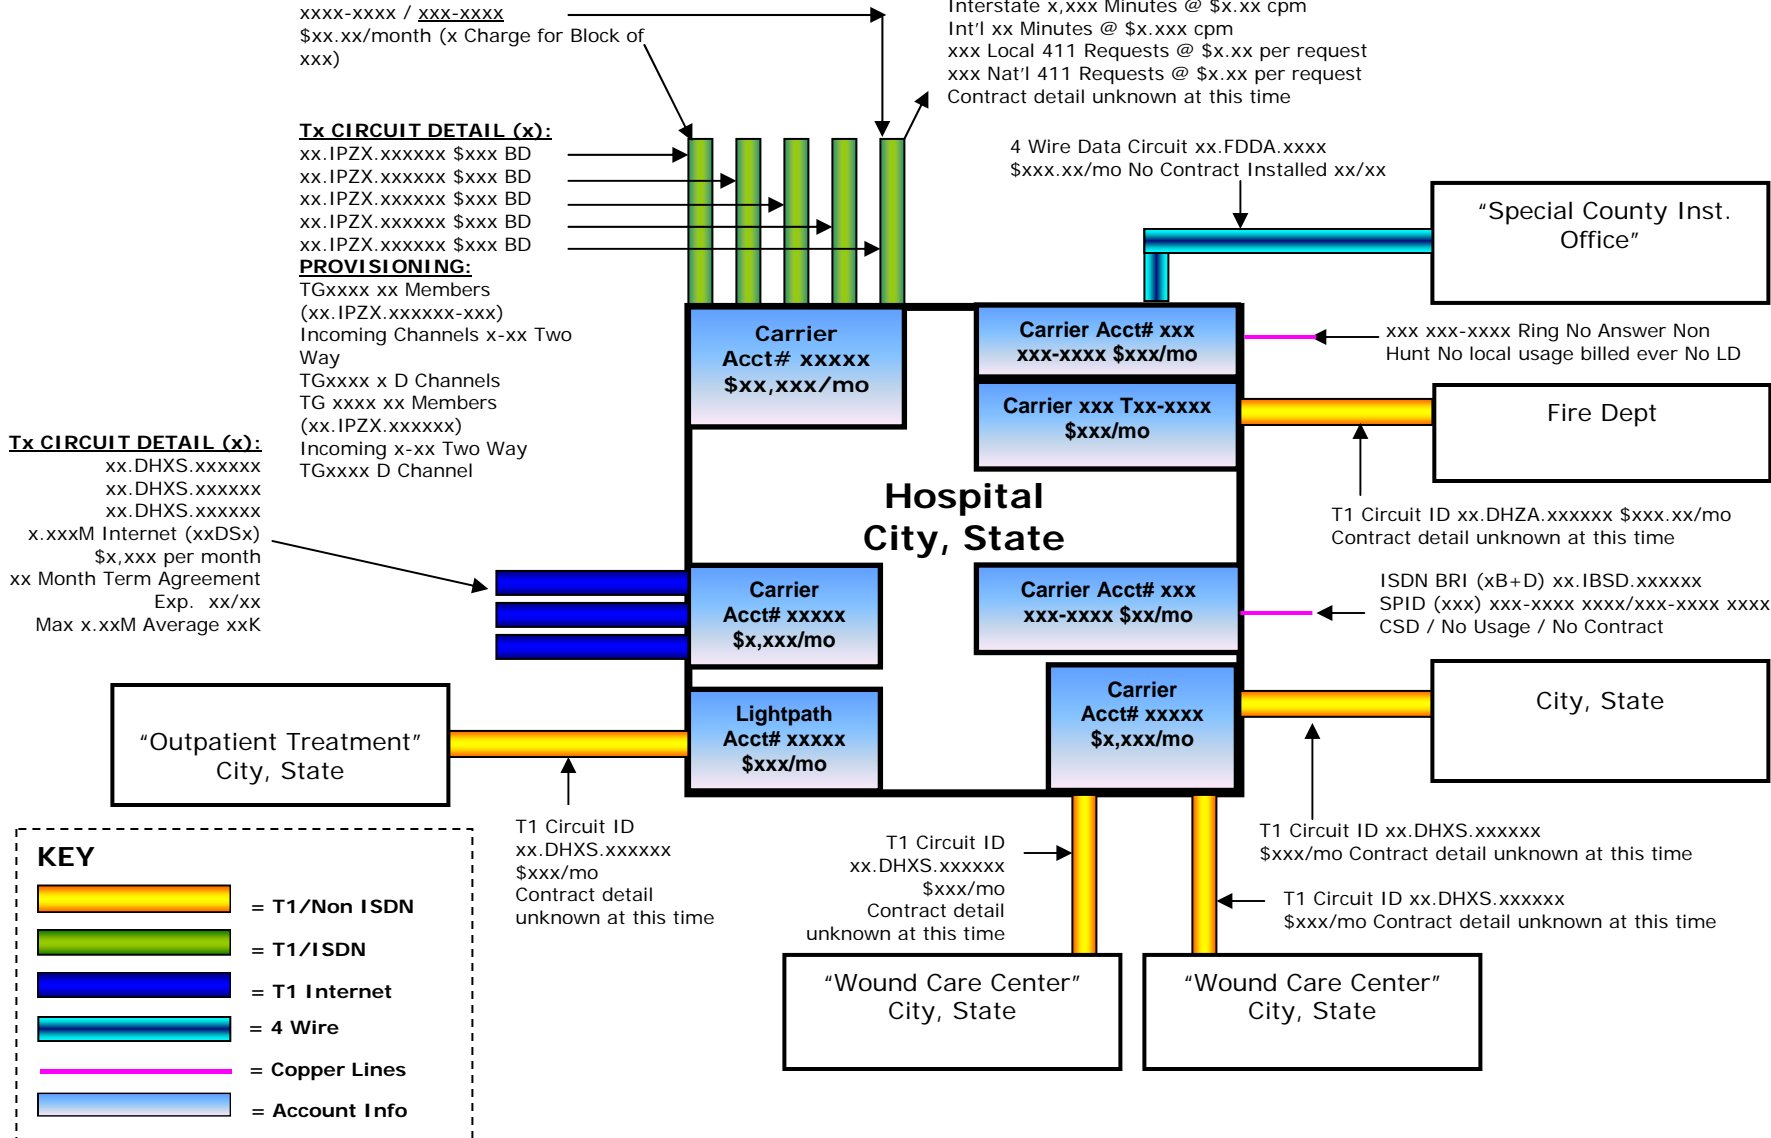 xxxx-xxxx / xxx-xxxx
$xx.xx/month (x Charge for Block of
xxx)
Interstate x,xxx Minutes @ $x.xx cpm
Int'l xx Minutes @ $x.xxx cpm
xxx Local 411 Requests @ $x.xx per request
xxx Nat'l 411 Requests @ $x.xx per request
Contract detail unknown at this time
Tx CIRCUIT DETAIL (x):
xx.IPZX.xxxxxx $xxx BD
xx.IPZX.xxxxxx $xxx BD
xx.IPZX.xxxxxx $xxx BD
xx.IPZX.xxxxxx $xxx BD
xx.IPZX.xxxxxx $xxx BD
PROVISIONING:
TGxxxx xx Members
(xx.IPZX.xxxxxx-xxx)
Incoming Channels x-xx Two
Way
TGxxxx x D Channels
TG xxxx xx Members
(xx.IPZX.xxxxxx)
Incoming x-xx Two Way
TGxxxx D Channel
4 Wire Data Circuit xx.FDDA.xxxx
$xxx.xx/mo No Contract Installed xx/xx
"Special County Inst.
Office"
Carrier
Acct# xxxxx
$xx,xxx/mo
Carrier Acct# xxx
xxx-xxxx $xxx/mo
xxx xxx-xxxx Ring No Answer Non
Hunt No local usage billed ever No LD
Carrier xxx Txx-xxxx
$xxx/mo
Fire Dept
T1 Circuit ID xx.DHZA.xxxxxx $xxx.xx/mo
Contract detail unknown at this time
Hospital
City, State
Tx CIRCUIT DETAIL (x):
xx.DHXS.xxxxxx
xx.DHXS.xxxxxx
xx.DHXS.xxxxxx
x.xxxM Internet (xxDSx)
$x,xxx per month
xx Month Term Agreement
Exp. xx/xx
Max x.xxM Average xxK
Carrier
Acct# xxxxx
$x,xxx/mo
Carrier Acct# xxx
xxx-xxxx $xx/mo
ISDN BRI (xB+D) xx.IBSD.xxxxxx
SPID (xxx) xxx-xxxx xxxx/xxx-xxxx xxxx
CSD / No Usage / No Contract
"Outpatient Treatment"
City, State
Lightpath
Acct# xxxxx
$xxx/mo
Carrier
Acct# xxxxx
$x,xxx/mo
City, State
T1 Circuit ID
xx.DHXS.xxxxxx
$xxx/mo
Contract detail
unknown at this time
T1 Circuit ID
xx.DHXS.xxxxxx
$xxx/mo
Contract detail
unknown at this time
T1 Circuit ID xx.DHXS.xxxxxx
$xxx/mo Contract detail unknown at this time
T1 Circuit ID xx.DHXS.xxxxxx
$xxx/mo Contract detail unknown at this time
"Wound Care Center"
City, State
"Wound Care Center"
City, State
KEY
= T1/Non ISDN
= T1/ISDN
= T1 Internet
= 4 Wire
= Copper Lines
= Account Info